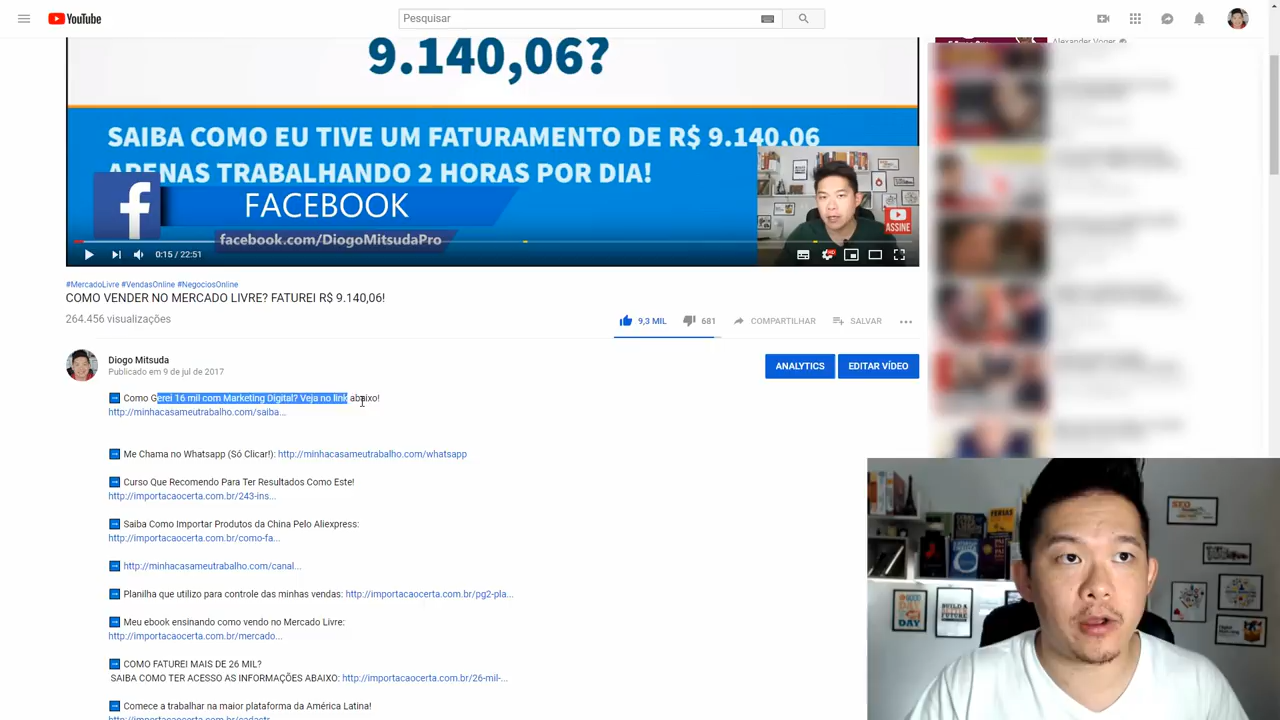 YouTube
Pesquisar
9.140,06?
SAIBA COMO EU TIVE UM FATURAMENTO DE R$ 9.140,06
APENAS TRABALHANDO 2 HORAS POR DIA!
FACEBOOK
facebook.com/DiogoMitsudaPro
ASSINE
0:15 / 22:51
Alexander Voger
#MercadoLivre #VendasOnline #NegociosOnline
COMO VENDER NO MERCADO LIVRE? FATUREI R$ 9.140,06!
264.456 visualizações
9,3 MIL
681
COMPARTILHAR
SALVAR
Diogo Mitsuda
Publicado em 9 de jul de 2017
ANALYTICS
EDITAR VÍDEO
Como Gerei 16 mil com Marketing Digital? Veja no link abaixo!
http://minhacasameutrabalho.com/saiba...
Me Chama no Whatsapp (Só Clicar!): http://minhacasameutrabalho.com/whatsapp
Curso Que Recomendo Para Ter Resultados Como Este!
http://importacaocerta.com.br/243-ins...
Saiba Como Importar Produtos da China Pelo Aliexpress:
http://importacaocerta.com.br/como-fa...
http://minhacasameutrabalho.com/canal...
Planilha que utilizo para controle das minhas vendas: http://importacaocerta.com.br/pg2-pla...
Meu ebook ensinando como vendo no Mercado Livre:
http://importacaocerta.com.br/mercado...
COMO FATUREI MAIS DE 26 MIL?
SAIBA COMO TER ACESSO AS INFORMAÇÕES ABAIXO: http://importacaocerta.com.br/26-mil-...
Comece a trabalhar na maior plataforma da América Latina!
http://importacaocerta.com.br/cadastr...